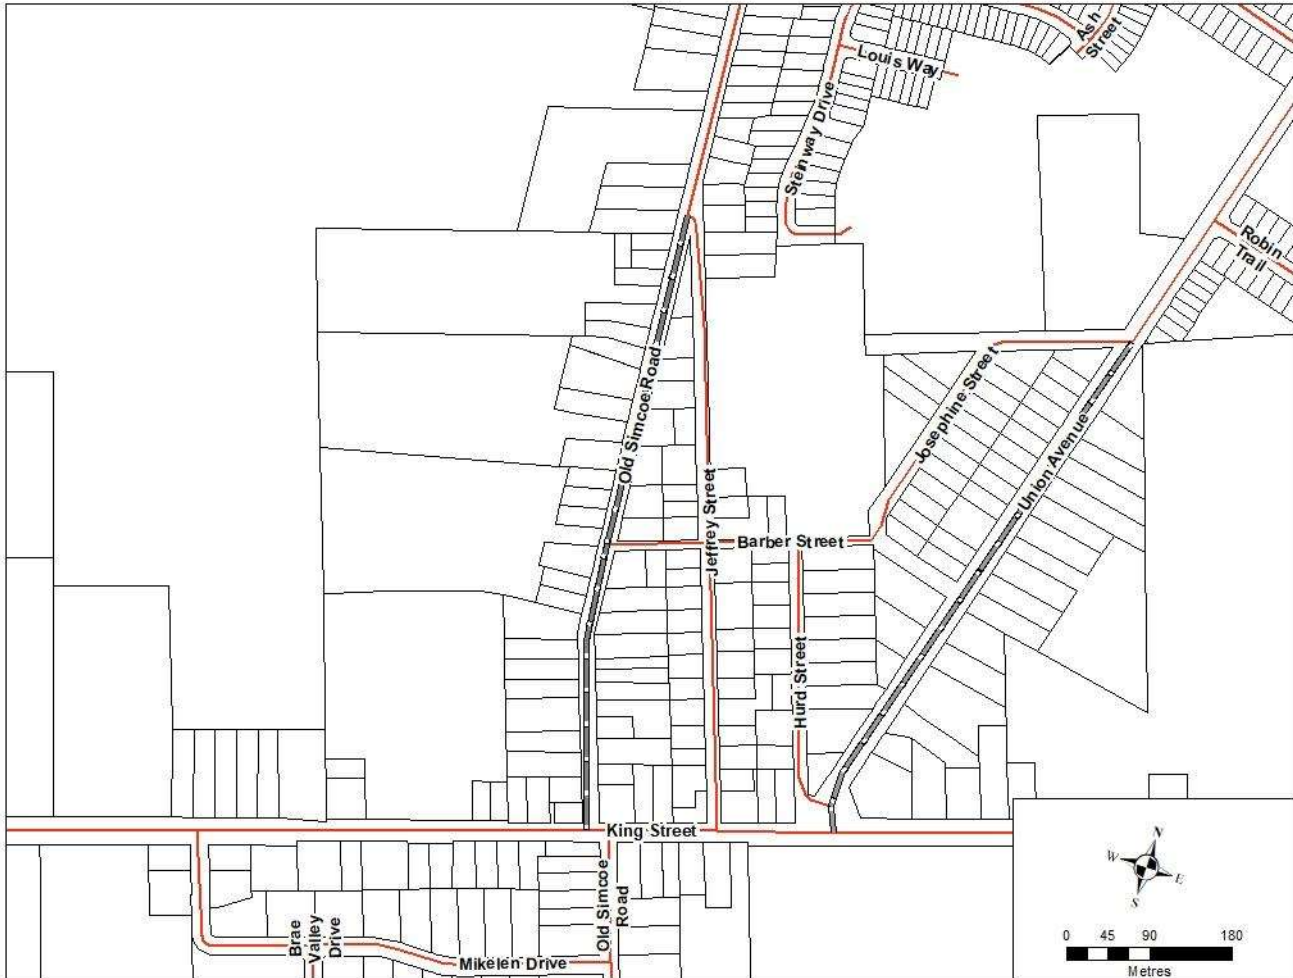 Ash
Street
Louis Way
Steinway Drive
Robin
Trail
Old Simcoe Road
Josephine Street
Union Avenue
Jeffrey Street
Barber Street
Hurd Street
King Street
Old Simcoe
Road
Brae
Valley
Drive
Mikelen Drive
N
W
E
S
0 45 90 180
Metres